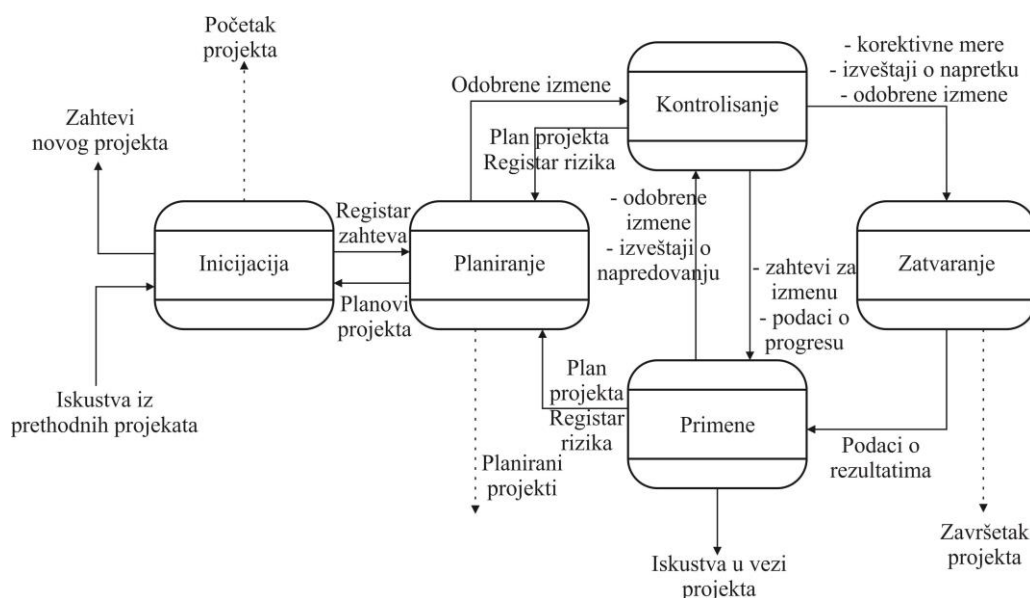 Početak
projekta
- korektivne mere
- izveštaji o napretku
- odobrene izmene
Odobrene izmene
Kontrolisanje
Zahtevi
novog projekta
Plan projekta
Registar rizika
Registar
zahteva
- odobrene
izmene
- izveštaji o
napredovanju
Inicijacija
Planiranje
Zatvaranje
- zahtevi za
izmenu
- podaci o
progresu
Planovi
projekta
Iskustva iz
prethodnih projekata
Plan
projekta
Registar
rizika
Primene
Podaci o
rezultatima
Planirani
projekti
Završetak
projekta
Iskustva u vezi
projekta